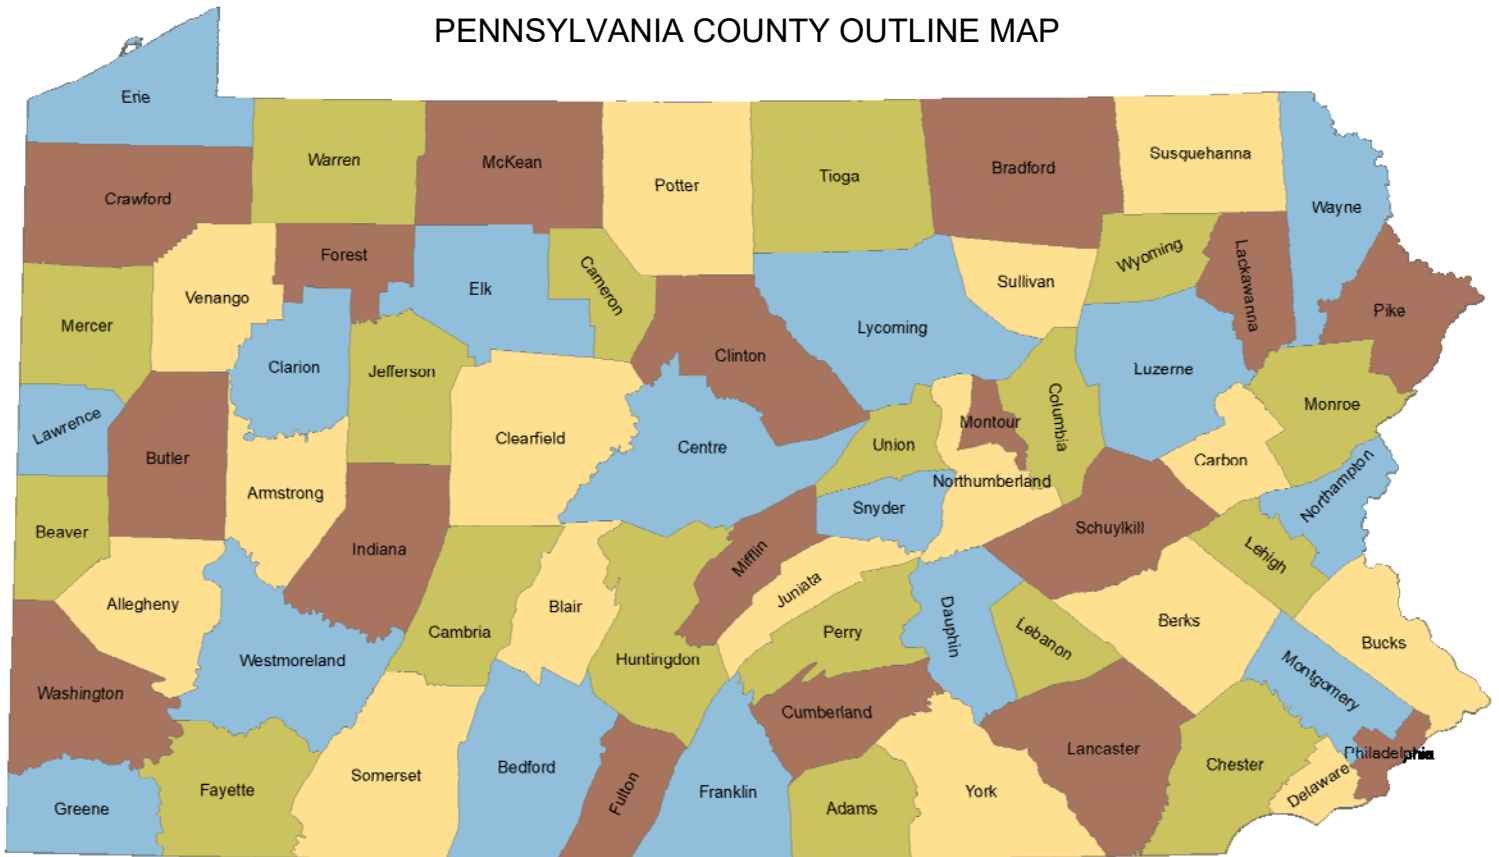 PENNSYLVANIA COUNTY OUTLINE MAP
Erie
Warren
McKean
Potter
Tioga
Bradford
Susquehanna
Wayne
Crawford
Forest
Elk
Cameron
Sullivan
Wyoming
Lackawanna
Pike
Mercer
Venango
Clarion
Jefferson
Clinton
Lycoming
Luzerne
Monroe
Lawrence
Butler
Clearfield
Centre
Union
Montour
Columbia
Carbon
Northampton
Armstrong
Snyder
Northumberland
Schuylkill
Lehigh
Beaver
Indiana
Mifflin
Juniata
Allegheny
Blair
Cambria
Huntingdon
Perry
Dauphin
Lebanon
Berks
Bucks
Westmoreland
Washington
Cumberland
Montgomery
Lancaster
Philadelphia
Chester
Delaware
Greene
Fayette
Somerset
Bedford
Fulton
Franklin
Adams
York